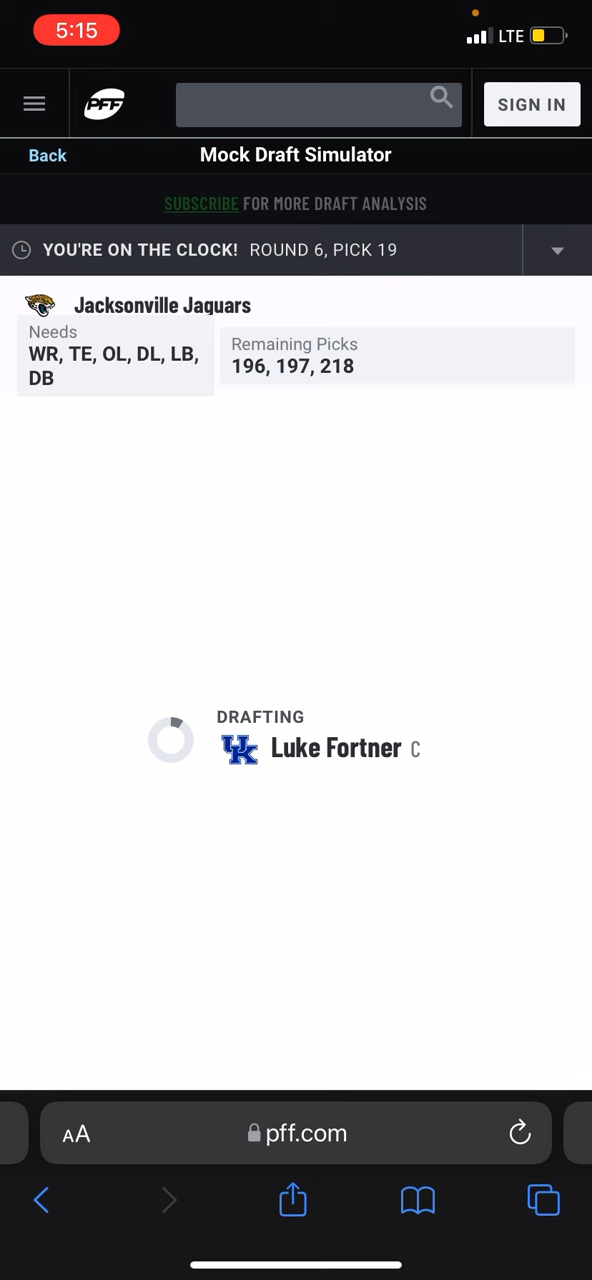 5:15
LTE
PFF
SIGN IN
Back
Mock Draft Simulator
SUBSCRIBE FOR MORE DRAFT ANALYSIS
YOU'RE ON THE CLOCK! ROUND 6, PICK 19
Jacksonville Jaguars
Needs
WR, TE, OL, DL, LB,
DB
Remaining Picks
196, 197, 218
DRAFTING
UK Luke Fortner C
AA pff.com